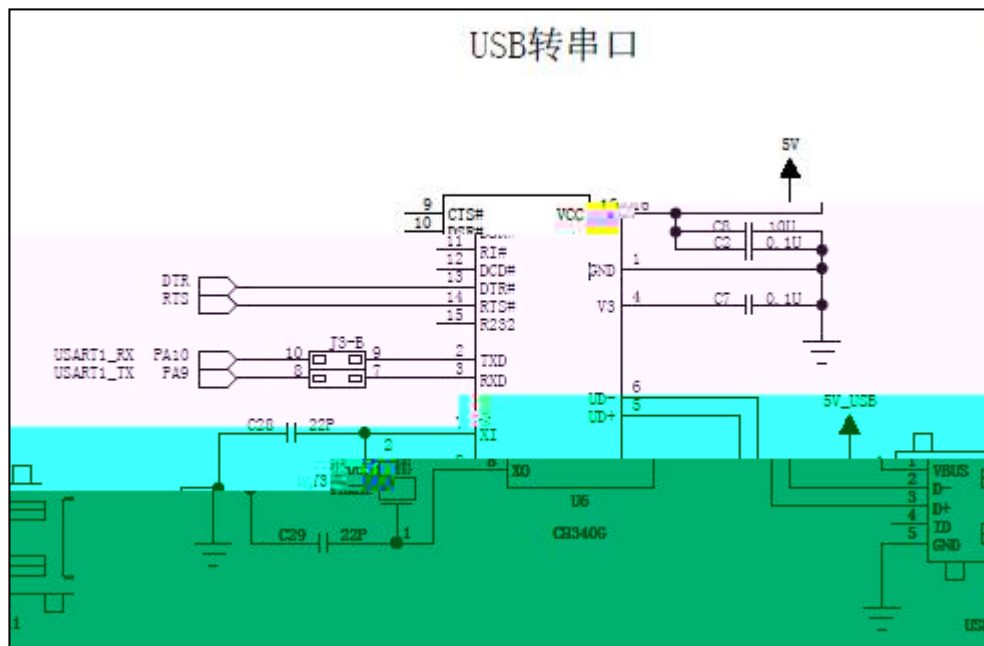 USB转串口
5V
9 CTS# VCC 16
10 DSR#
C8 10U
11 RI# C2 0.1U
12 DCD# GND 1
DTR 13 DTR#
RTS 14 RTS# V3 4 C7 0.1U
15 R232
J3-B
USART1_RX PA10 10 9 2 TXD
USART1_TX PA9 8 7 3 RXD
UD- 6
UD+ 5 5V_USB
C28 22P XI
2
8 XO 1 VBUS
U6 2 D-
3 D+
C29 22P 1 CH340G 4 ID
5 GND
1